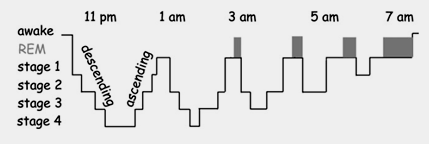 11 pm 1 am 3 am 5 am 7 am
awake
REM
stage 1
stage 2
stage 3
stage 4
descending
ascending